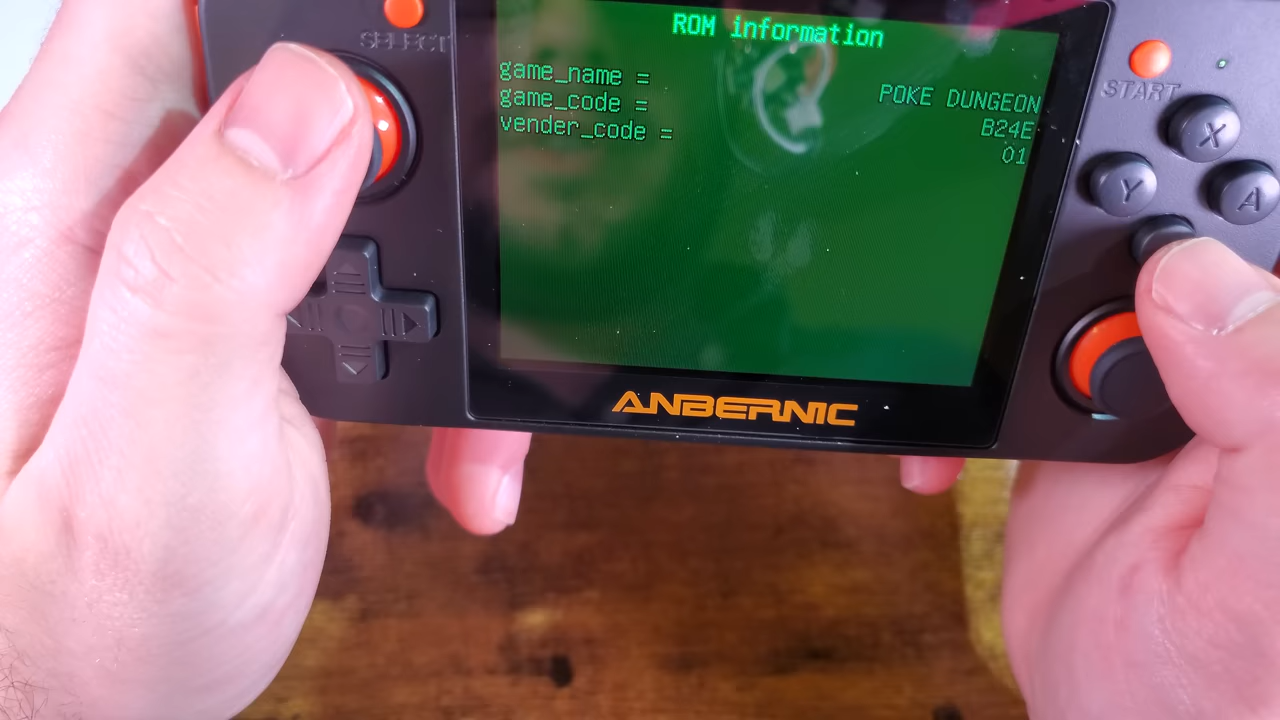 SELECT
ROM information
game_name = POKE DUNGEON
game_code = B24E
vender_code = 01
START
X
Y
A
ANBERNIC